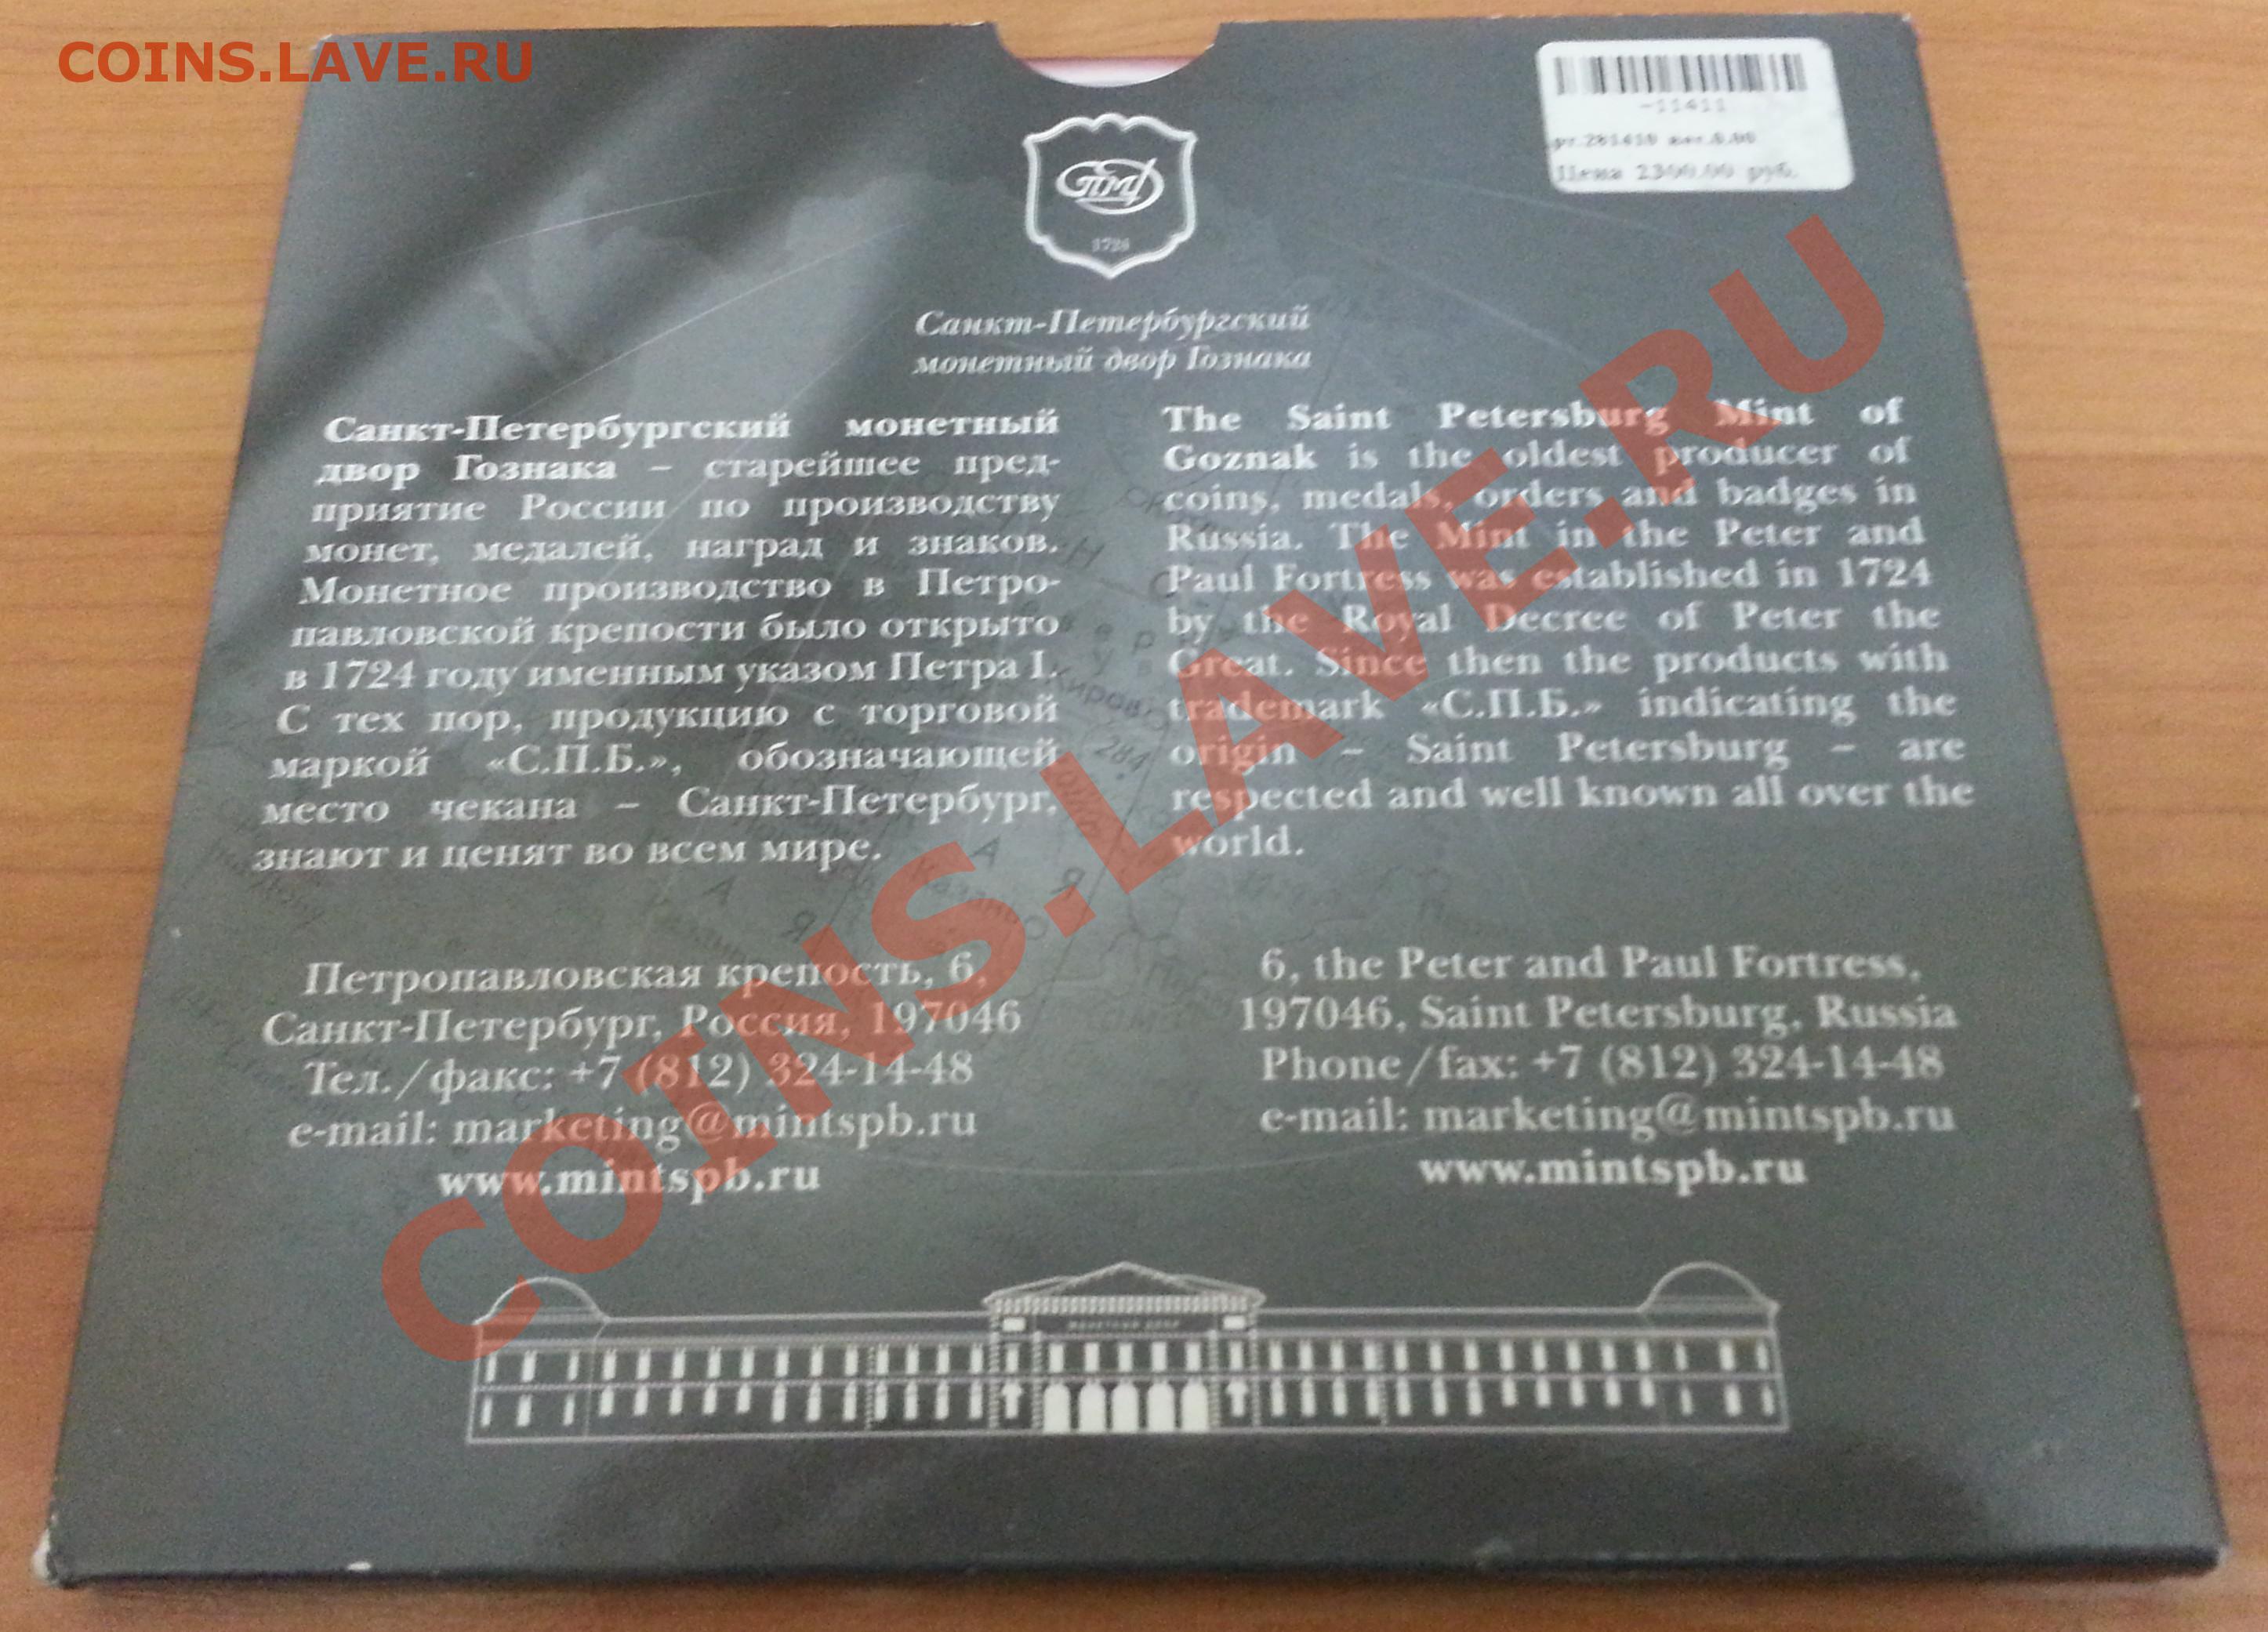 COINS.LAVE.RU
-11411
Цена 2300.00 руб.
СПМД
1724
Санкт-Петербургский
монетный двор Гознака
Санкт-Петербургский монетный
двор Гознака – старейшее пред-
приятие России по производству
монет, медалей, наград и знаков.
Монетное производство в Петро-
павловской крепости было открыто
в 1724 году именным указом Петра I.
С тех пор, продукцию с торговой
маркой «С.П.Б.», обозначающей
место чекана – Санкт-Петербург,
знают и ценят во всем мире.
Петропавловская крепость, 6,
Санкт-Петербург, Россия, 197046
Тел./факс: +7 (812) 324-14-48
e-mail: marketing@mintspb.ru
www.mintspb.ru
The Saint Petersburg Mint of
Goznak is the oldest producer of
coins, medals, orders and badges in
Russia. The Mint in the Peter and
Paul Fortress was established in 1724
by the Royal Decree of Peter the
Great. Since then the products with
trademark «С.П.Б.» indicating the
origin – Saint Petersburg – are
respected and well known all over the
world.
6, the Peter and Paul Fortress,
197046, Saint Petersburg, Russia
Phone/fax: +7 (812) 324-14-48
e-mail: marketing@mintspb.ru
www.mintspb.ru
МОНЕТНЫЙ ДВОР
COINS.LAVE.RU